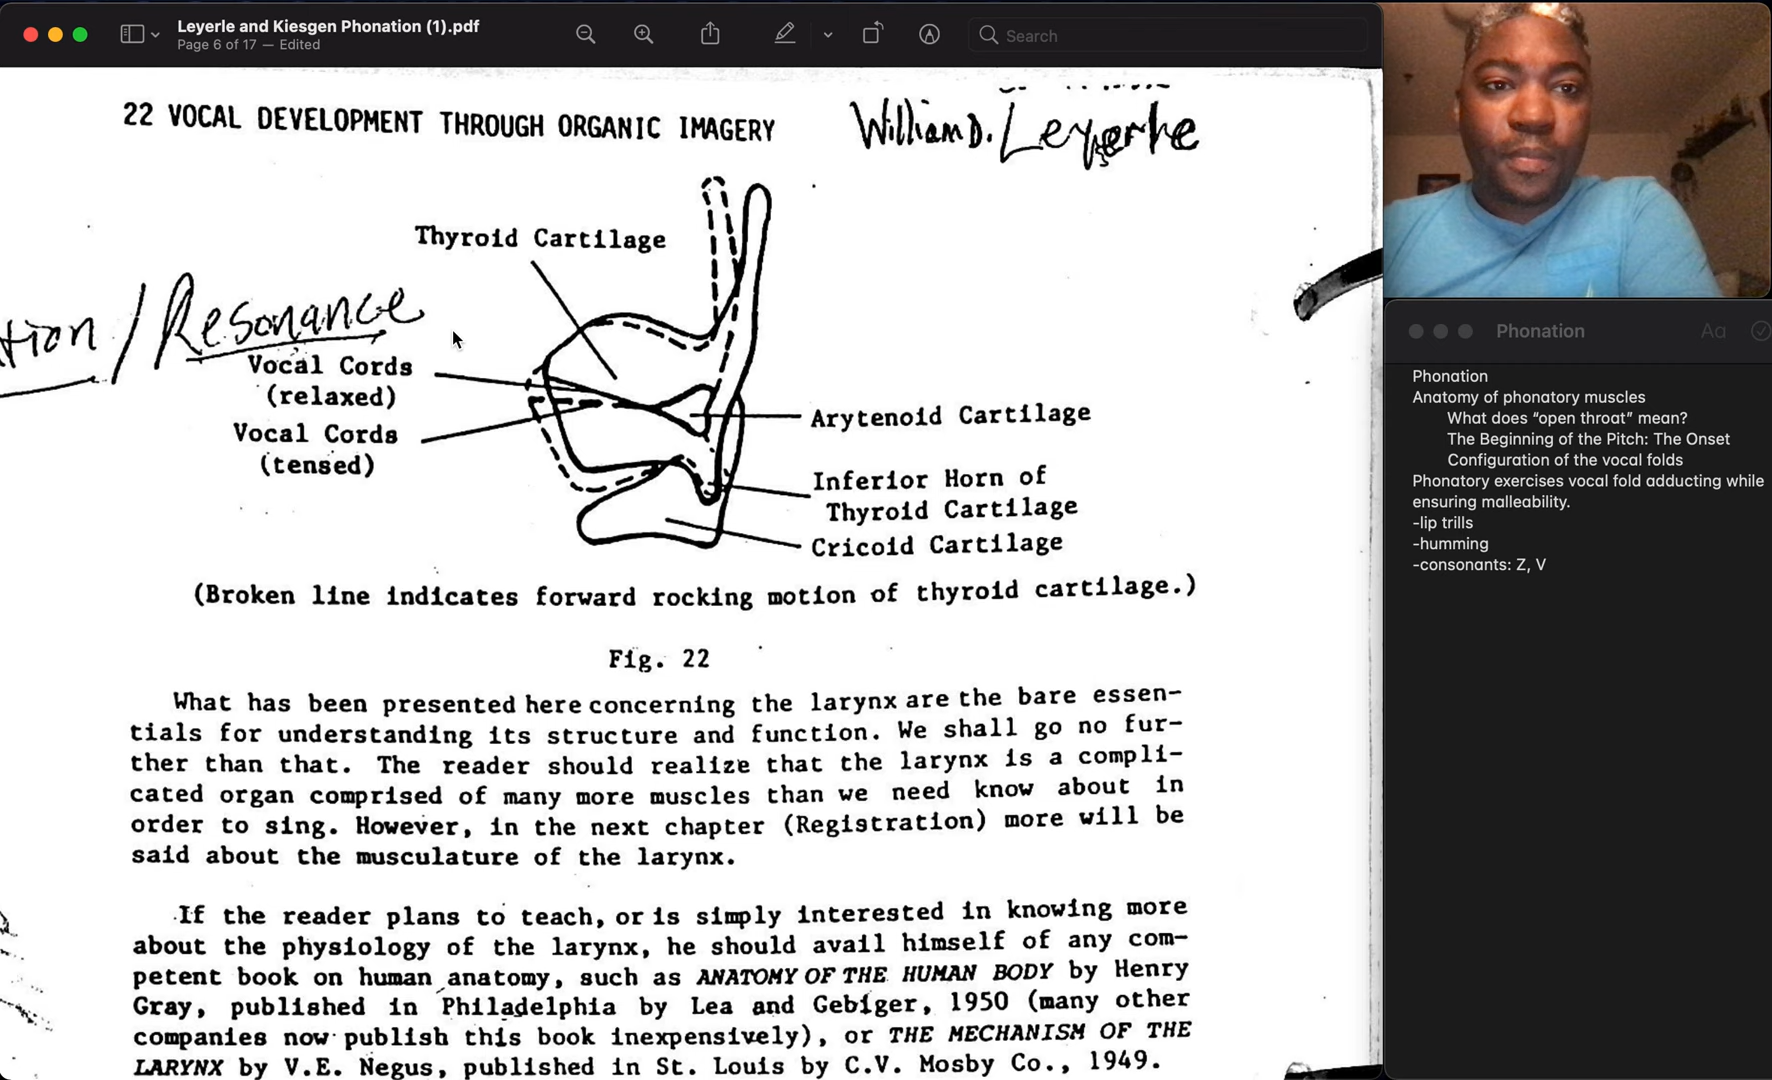 Leyerle and Kiesgen Phonation (1).pdf
Page 6 of 17 — Edited
Search
22 VOCAL DEVELOPMENT THROUGH ORGANIC IMAGERY
William D. Leyerle
Thyroid Cartilage
tion / Resonance
Vocal Cords
(relaxed)
Vocal Cords
(tensed)
Arytenoid Cartilage
Inferior Horn of
Thyroid Cartilage
Cricoid Cartilage
(Broken line indicates forward rocking motion of thyroid cartilage.)
Fig. 22
What has been presented here concerning the larynx are the bare essen-
tials for understanding its structure and function. We shall go no fur-
ther than that. The reader should realize that the larynx is a compli-
cated organ comprised of many more muscles than we need know about in
order to sing. However, in the next chapter (Registration) more will be
said about the musculature of the larynx.
If the reader plans to teach, or is simply interested in knowing more
about the physiology of the larynx, he should avail himself of any com-
petent book on human anatomy, such as ANATOMY OF THE HUMAN BODY by Henry
Gray, published in Philadelphia by Lea and Gebiger, 1950 (many other
companies now publish this book inexpensively), or THE MECHANISM OF THE
LARYNX by V.E. Negus, published in St. Louis by C.V. Mosby Co., 1949.
Phonation
Aa
Phonation
Anatomy of phonatory muscles
What does “open throat” mean?
The Beginning of the Pitch: The Onset
Configuration of the vocal folds
Phonatory exercises vocal fold adducting while
ensuring malleability.
-lip trills
-humming
-consonants: Z, V